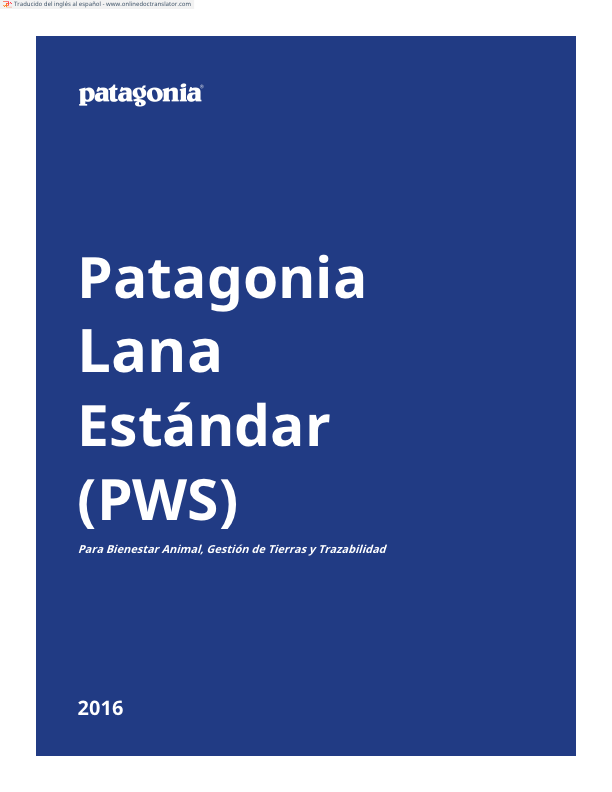 Traducido del inglés al español - www.onlinedoctranslator.com
patagonia®
Patagonia
Lana
Estándar
(PWS)
Para Bienestar Animal, Gestión de Tierras y Trazabilidad
2016